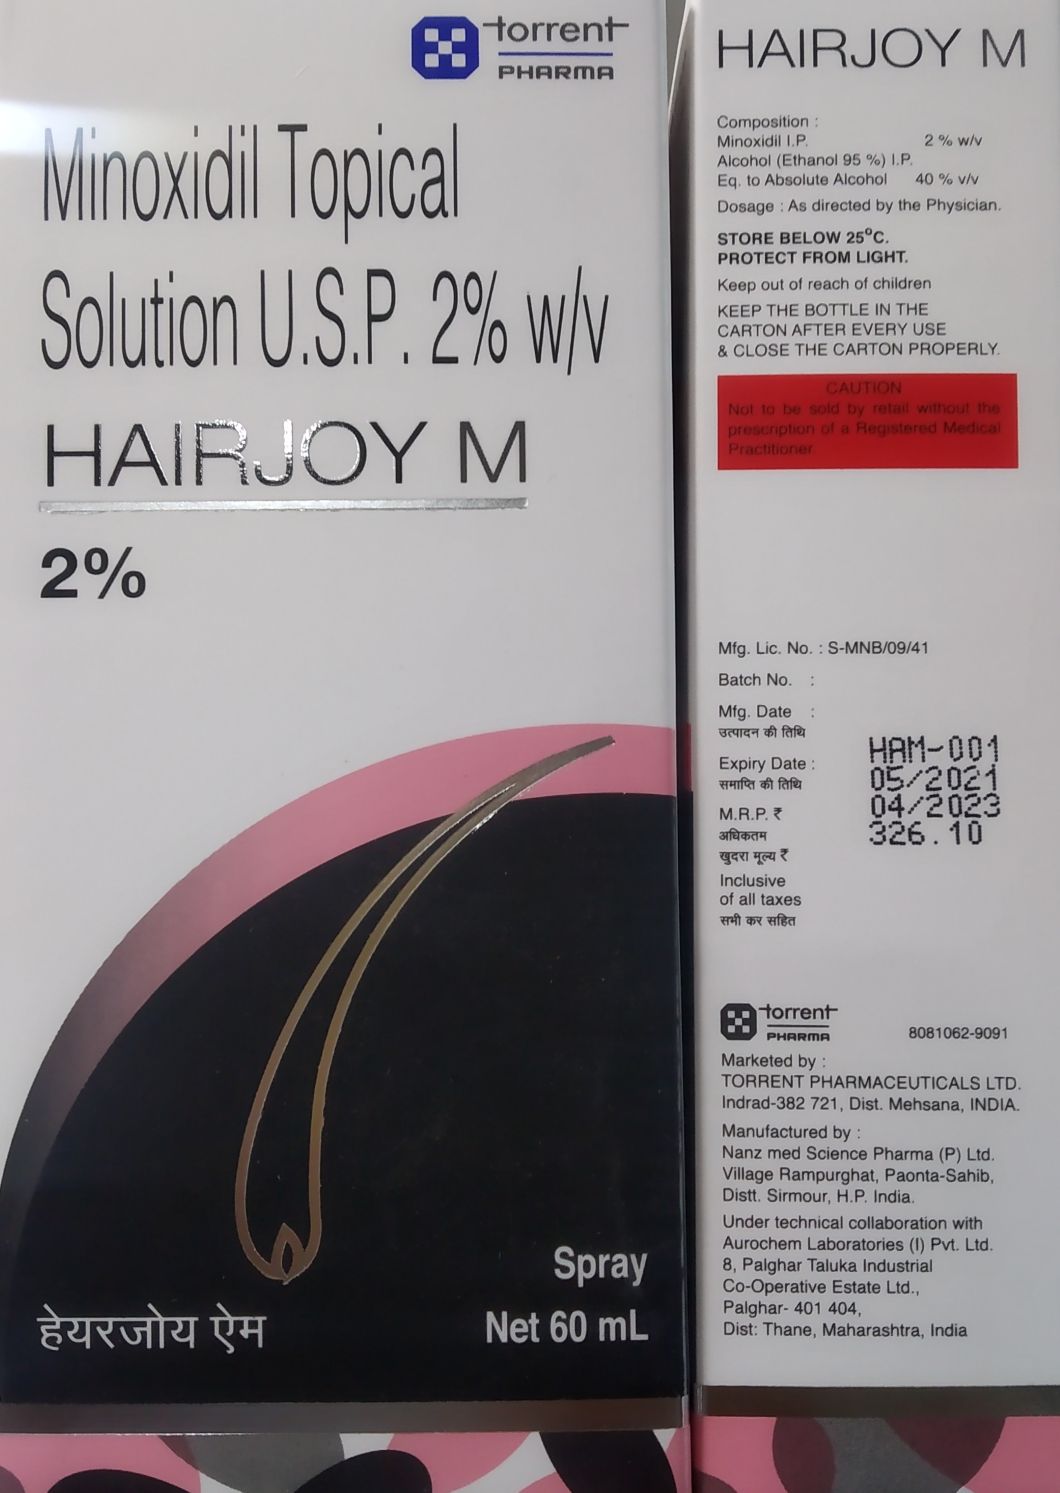 torrent
PHARMA
Minoxidil Topical
Solution U.S.P. 2% w/v
HAIRJOY M
2%
Spray
Net 60 mL
हेयरजोय ऐम
HAIRJOY M
Composition :
Minoxidil I.P. 2 % w/v
Alcohol (Ethanol 95 %) I.P.
Eq. to Absolute Alcohol 40 % v/v
Dosage : As directed by the Physician.
STORE BELOW 25°C.
PROTECT FROM LIGHT.
Keep out of reach of children
KEEP THE BOTTLE IN THE
CARTON AFTER EVERY USE
& CLOSE THE CARTON PROPERLY.
CAUTION
Not to be sold by retail without the
prescription of a Registered Medical
Practitioner
Mfg. Lic. No. : S-MNB/09/41
Batch No. :
Mfg. Date :
उत्पादन की तिथि
Expiry Date :
समाप्ति की तिथि
M.R.P. ₹
अधिकतम
खुदरा मूल्य ₹
Inclusive
of all taxes
सभी कर सहित
HAM-001
05/2021
04/2023
326.10
torrent
PHARMA
8081062-9091
Marketed by :
TORRENT PHARMACEUTICALS LTD.
Indrad-382 721, Dist. Mehsana, INDIA.
Manufactured by :
Nanz med Science Pharma (P) Ltd.
Village Rampurghat, Paonta-Sahib,
Distt. Sirmour, H.P. India.
Under technical collaboration with
Aurochem Laboratories (I) Pvt. Ltd.
8, Palghar Taluka Industrial
Co-Operative Estate Ltd.,
Palghar- 401 404,
Dist: Thane, Maharashtra, India